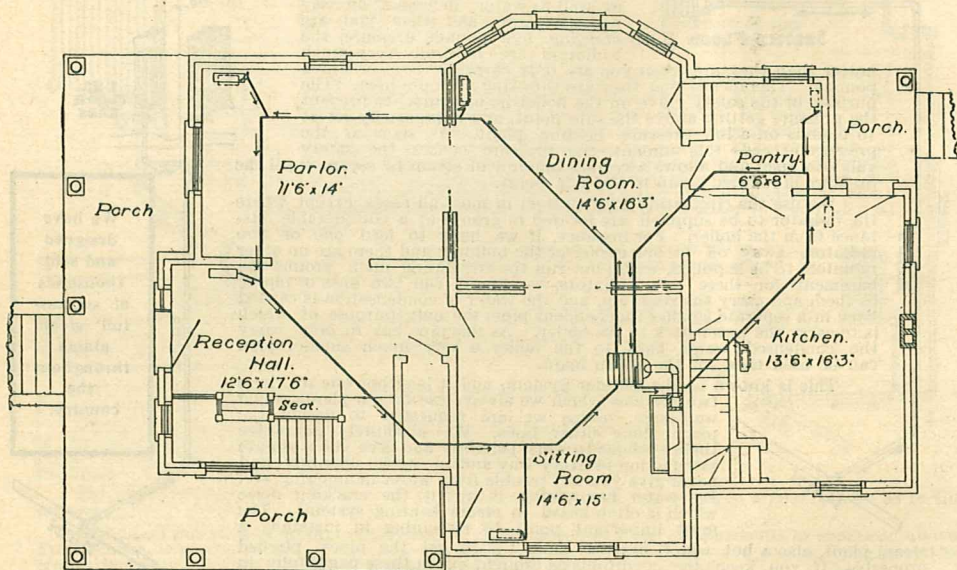 Porch
Parlor.
11'6"x14'
Dining
Room.
14'6"x16'3"
Pantry.
6'6"x8'
Porch.
Reception
Hall.
12'6"x17'6"
Seat.
Kitchen.
13'6"x16'3"
Sitting
Room
14'6"x15'
Porch